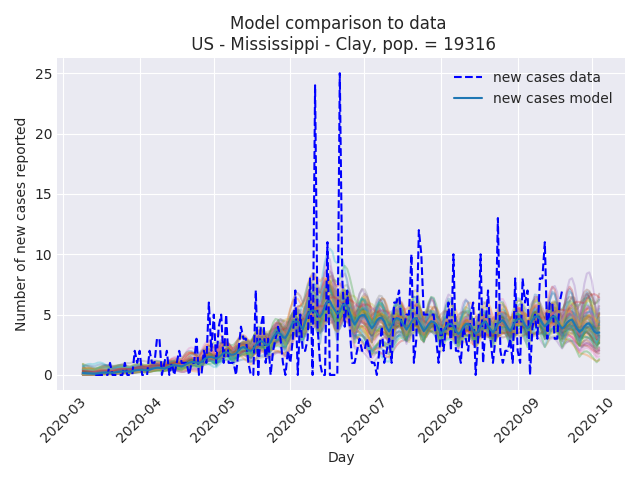 Model comparison to data
US - Mississippi - Clay, pop. = 19316
new cases data
new cases model
Number of new cases reported
25
20
15
10
5
0
2020-03
2020-04
2020-05
2020-06
2020-07
2020-08
2020-09
2020-10
Day